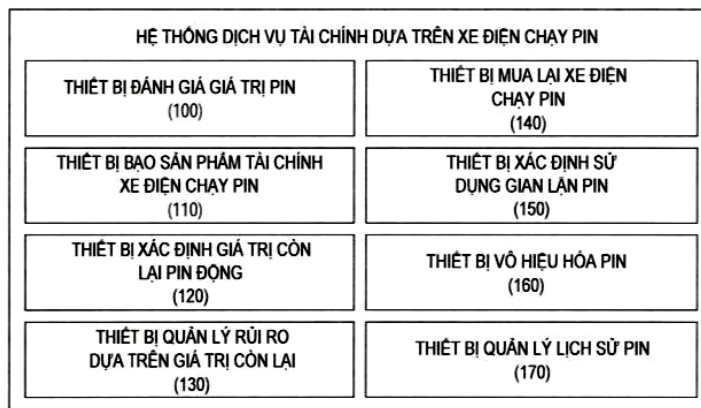 HỆ THỐNG DỊCH VỤ TÀI CHÍNH DỰA TRÊN XE ĐIỆN CHẠY PIN
THIẾT BỊ ĐÁNH GIÁ GIÁ TRỊ PIN
(100)
THIẾT BỊ MUA LẠI XE ĐIỆN
CHẠY PIN
(140)
THIẾT BỊ BẠO SẢN PHẨM TÀI CHÍNH
XE ĐIỆN CHẠY PIN
(110)
THIẾT BỊ XÁC ĐỊNH SỬ
DỤNG GIAN LẬN PIN
(150)
THIẾT BỊ XÁC ĐỊNH GIÁ TRỊ CÒN
LẠI PIN ĐỘNG
(120)
THIẾT BỊ VÔ HIỆU HÓA PIN
(160)
THIẾT BỊ QUẢN LÝ RỦI RO
DỰA TRÊN GIÁ TRỊ CÒN LẠI
(130)
THIẾT BỊ QUẢN LÝ LỊCH SỬ PIN
(170)